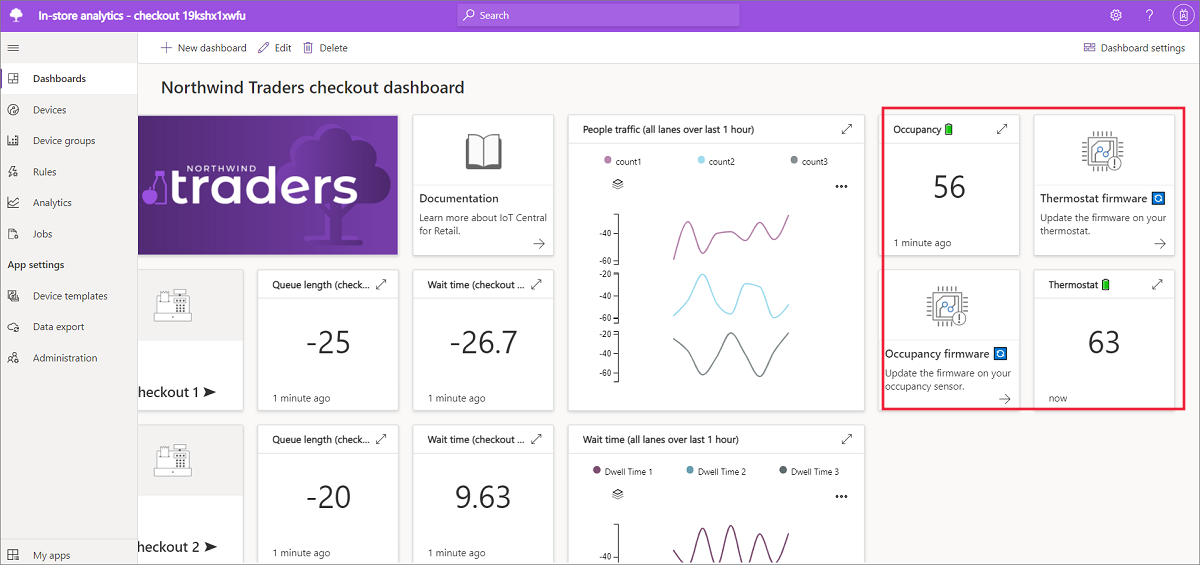 In-store analytics - checkout 19kshx1xwfu
Search
?
New dashboard
Edit
Delete
Dashboard settings
Dashboards
Devices
Device groups
Rules
Analytics
Jobs
App settings
Device templates
Data export
Administration
My apps
Northwind Traders checkout dashboard
NORTHWIND
traders
Documentation
Learn more about IoT Central
for Retail.
People traffic (all lanes over last 1 hour)
count1
count2
count3
-40
-60
-20
-40
-60
-20
-40
-60
Occupancy
56
1 minute ago
Thermostat firmware
Update the firmware on your
thermostat.
heckout 1
Queue length (check...
-25
1 minute ago
Wait time (checkout ...
-26.7
1 minute ago
Occupancy firmware
Update the firmware on your
occupancy sensor.
Thermostat
63
now
heckout 2
Queue length (check...
-20
1 minute ago
Wait time (checkout ...
9.63
1 minute ago
Wait time (all lanes over last 1 hour)
Dwell Time 1
Dwell Time 2
Dwell Time 3
-40